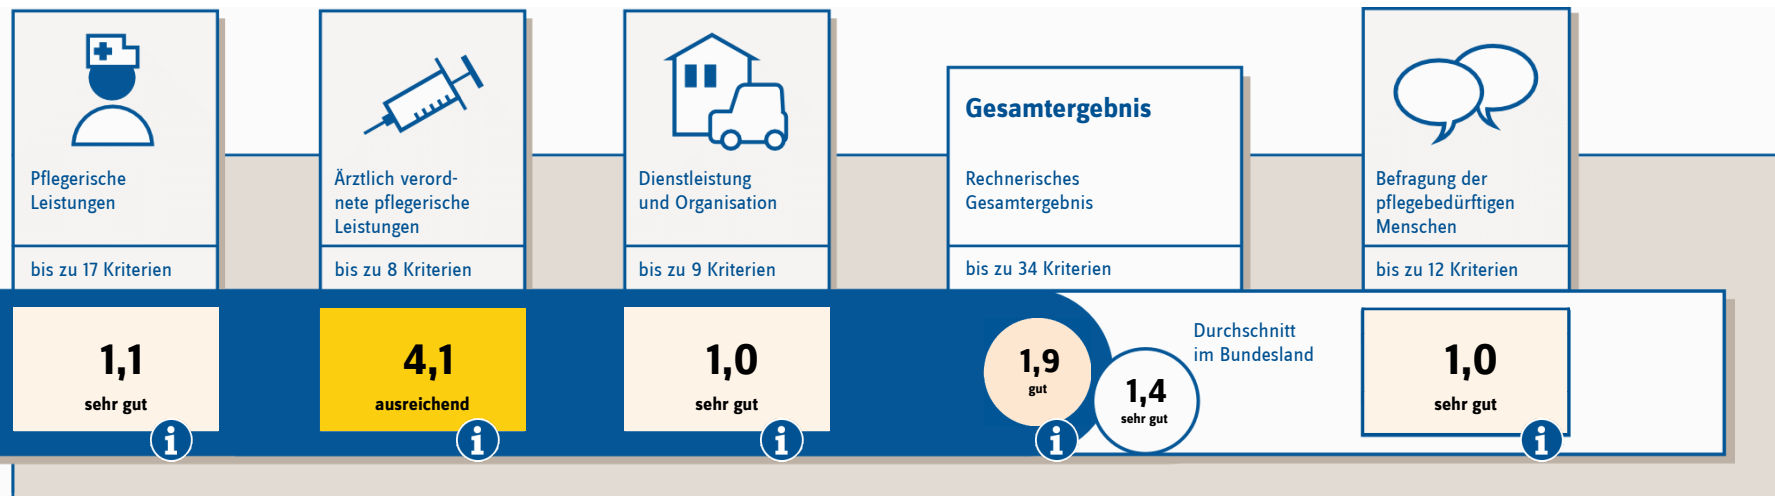 Pflegerische
Leistungen
bis zu 17 Kriterien
1,1
sehr gut
i
Ärztlich verord-
nete pflegerische
Leistungen
bis zu 8 Kriterien
4,1
ausreichend
i
Dienstleistung
und Organisation
bis zu 9 Kriterien
1,0
sehr gut
i
Gesamtergebnis
Rechnerisches
Gesamtergebnis
bis zu 34 Kriterien
1,9
gut
i
1,4
sehr gut
Durchschnitt
im Bundesland
Befragung der
pflegebedürftigen
Menschen
bis zu 12 Kriterien
1,0
sehr gut
i